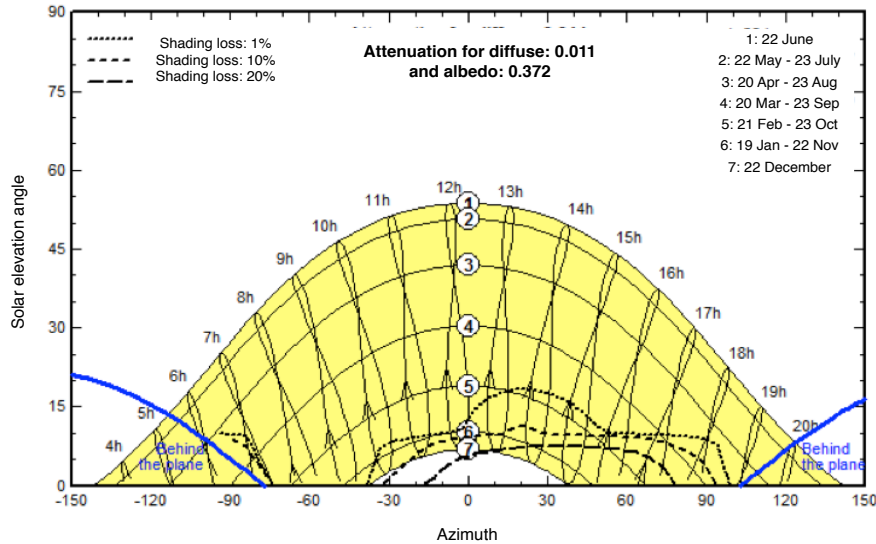 90
75
60
45
30
15
0
Solar elevation angle
Shading loss: 1%
Shading loss: 10%
Shading loss: 20%
Attenuation for diffuse: 0.011
and albedo: 0.372
1: 22 June
2: 22 May - 23 July
3: 20 Apr - 23 Aug
4: 20 Mar - 23 Sep
5: 21 Feb - 23 Oct
6: 19 Jan - 22 Nov
7: 22 December
4h
5h
6h
7h
8h
9h
10h
11h
12h
13h
14h
15h
16h
17h
18h
19h
20h
1
2
3
4
5
6
7
Behind
the plane
Behind
the plane
-150 -120 -90 -60 -30 0 30 60 90 120 150
Azimuth